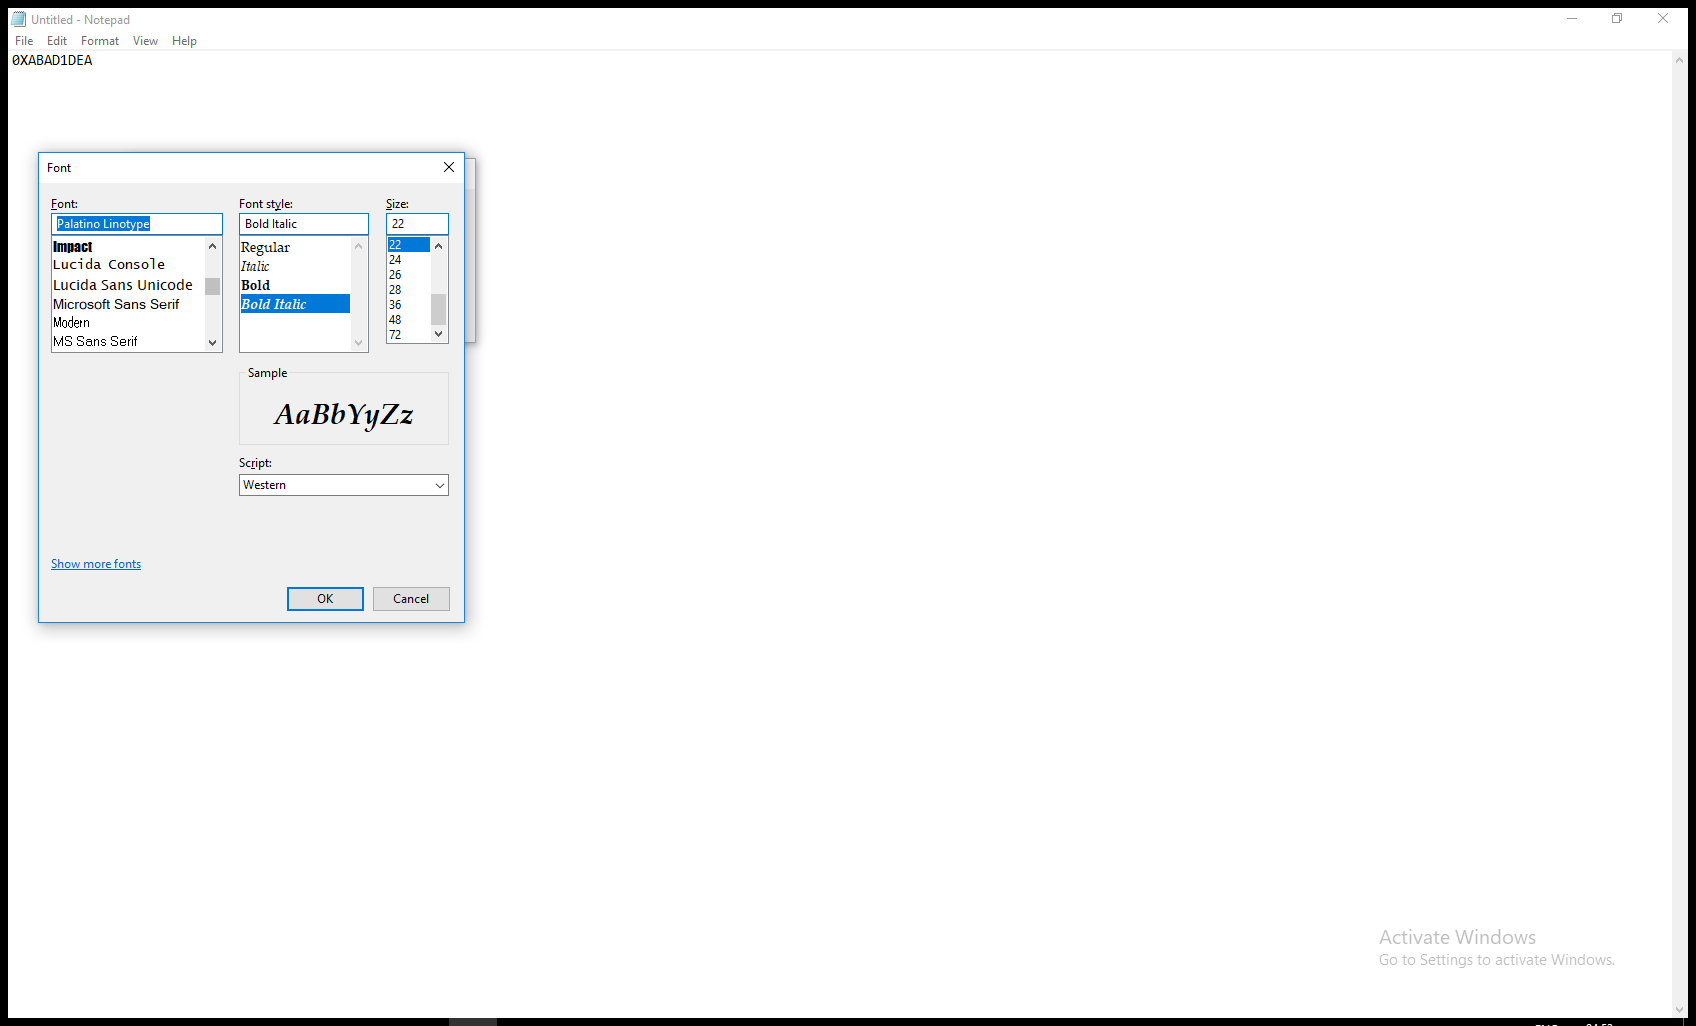 Untitled - Notepad
File Edit Format View Help
0XABAD1DEA
Font
Font:
Palatino Linotype
Impact
Lucida Console
Lucida Sans Unicode
Microsoft Sans Serif
Modern
MS Sans Serif
Font style:
Bold Italic
Regular
Italic
Bold
Bold Italic
Size:
22
22
24
26
28
36
48
72
Sample
AaBbYyZz
Script:
Western
Show more fonts
OK
Cancel
Activate Windows
Go to Settings to activate Windows.